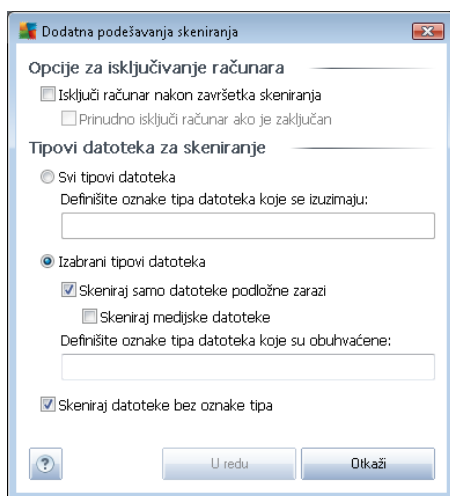 Dodatna podešavanja skeniranja
Opcije za isključivanje računara
Isključi računar nakon završetka skeniranja
Prinudno isključi računar ako je zaključan
Tipovi datoteka za skeniranje
Svi tipovi datoteka
Definišite oznake tipa datoteka koje se izuzimaju:
Izabrani tipovi datoteka
Skeniraj samo datoteke podložne zarazi
Skeniraj medijske datoteke
Definišite oznake tipa datoteka koje su obuhvaćene:
Skeniraj datoteke bez oznake tipa
?
U redu
Otkaži